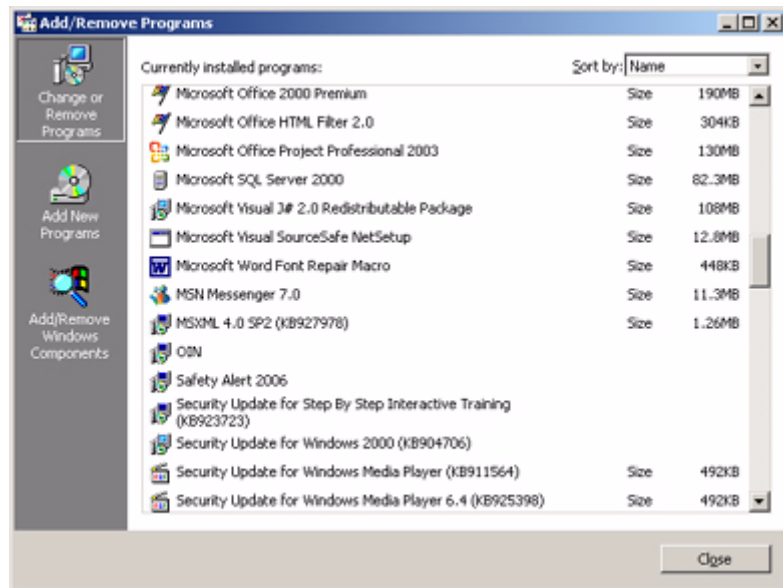 Add/Remove Programs
Change or
Remove
Programs
Add New
Programs
Add/Remove
Windows
Components
Currently installed programs: Sort by: Name
Microsoft Office 2000 Premium Size 190MB
Microsoft Office HTML Filter 2.0 Size 304KB
Microsoft Office Project Professional 2003 Size 130MB
Microsoft SQL Server 2000 Size 82.3MB
Microsoft Visual J# 2.0 Redistributable Package Size 108MB
Microsoft Visual SourceSafe NetSetup Size 12.8MB
Microsoft Word Font Repair Macro Size 448KB
MSN Messenger 7.0 Size 11.3MB
MSXML 4.0 SP2 (KB927978) Size 1.26MB
OIN
Safety Alert 2006
Security Update for Step By Step Interactive Training
(KB923723)
Security Update for Windows 2000 (KB904706)
Security Update for Windows Media Player (KB911564) Size 492KB
Security Update for Windows Media Player 6.4 (KB925398) Size 492KB
Close